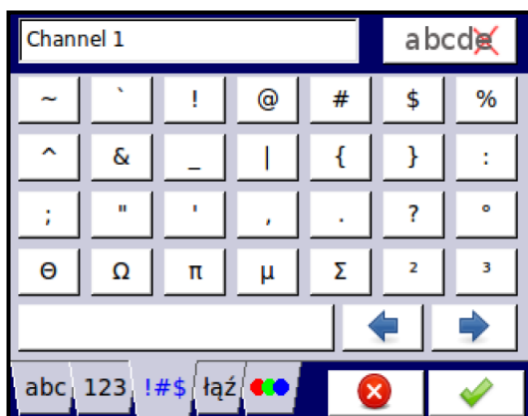 Channel 1 abcde
~ ` ! @ # $ %
^ & _ | { } :
; " ' , . ? °
Θ Ω π μ Σ ² ³
abc 123 !#$ łąź